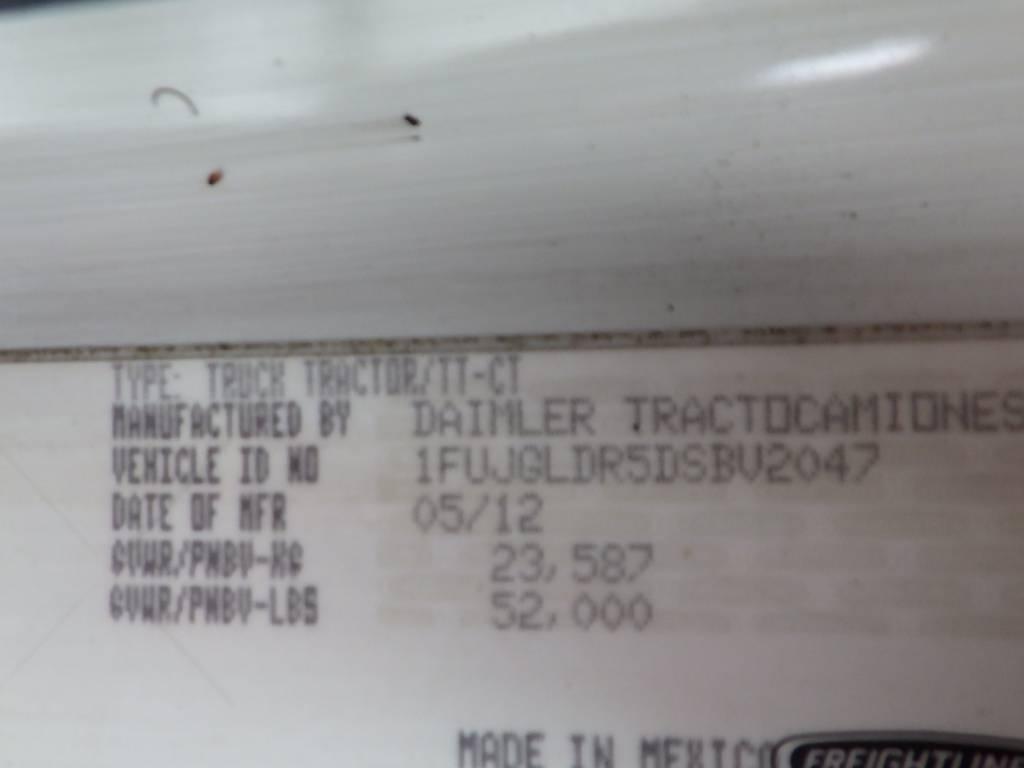 TYPE: TRUCK TRACTOR/TT-CT
MANUFACTURED BY DAIMLER TRACTOCAMIONES
VEHICLE ID NO 1FUJGLDR5DSBV2047
DATE OF MFR 05/12
GVWR/PNBV-KG 23,587
GVWR/PNBV-LBS 52,000
MADE IN MEXICO FREIGHTLINE